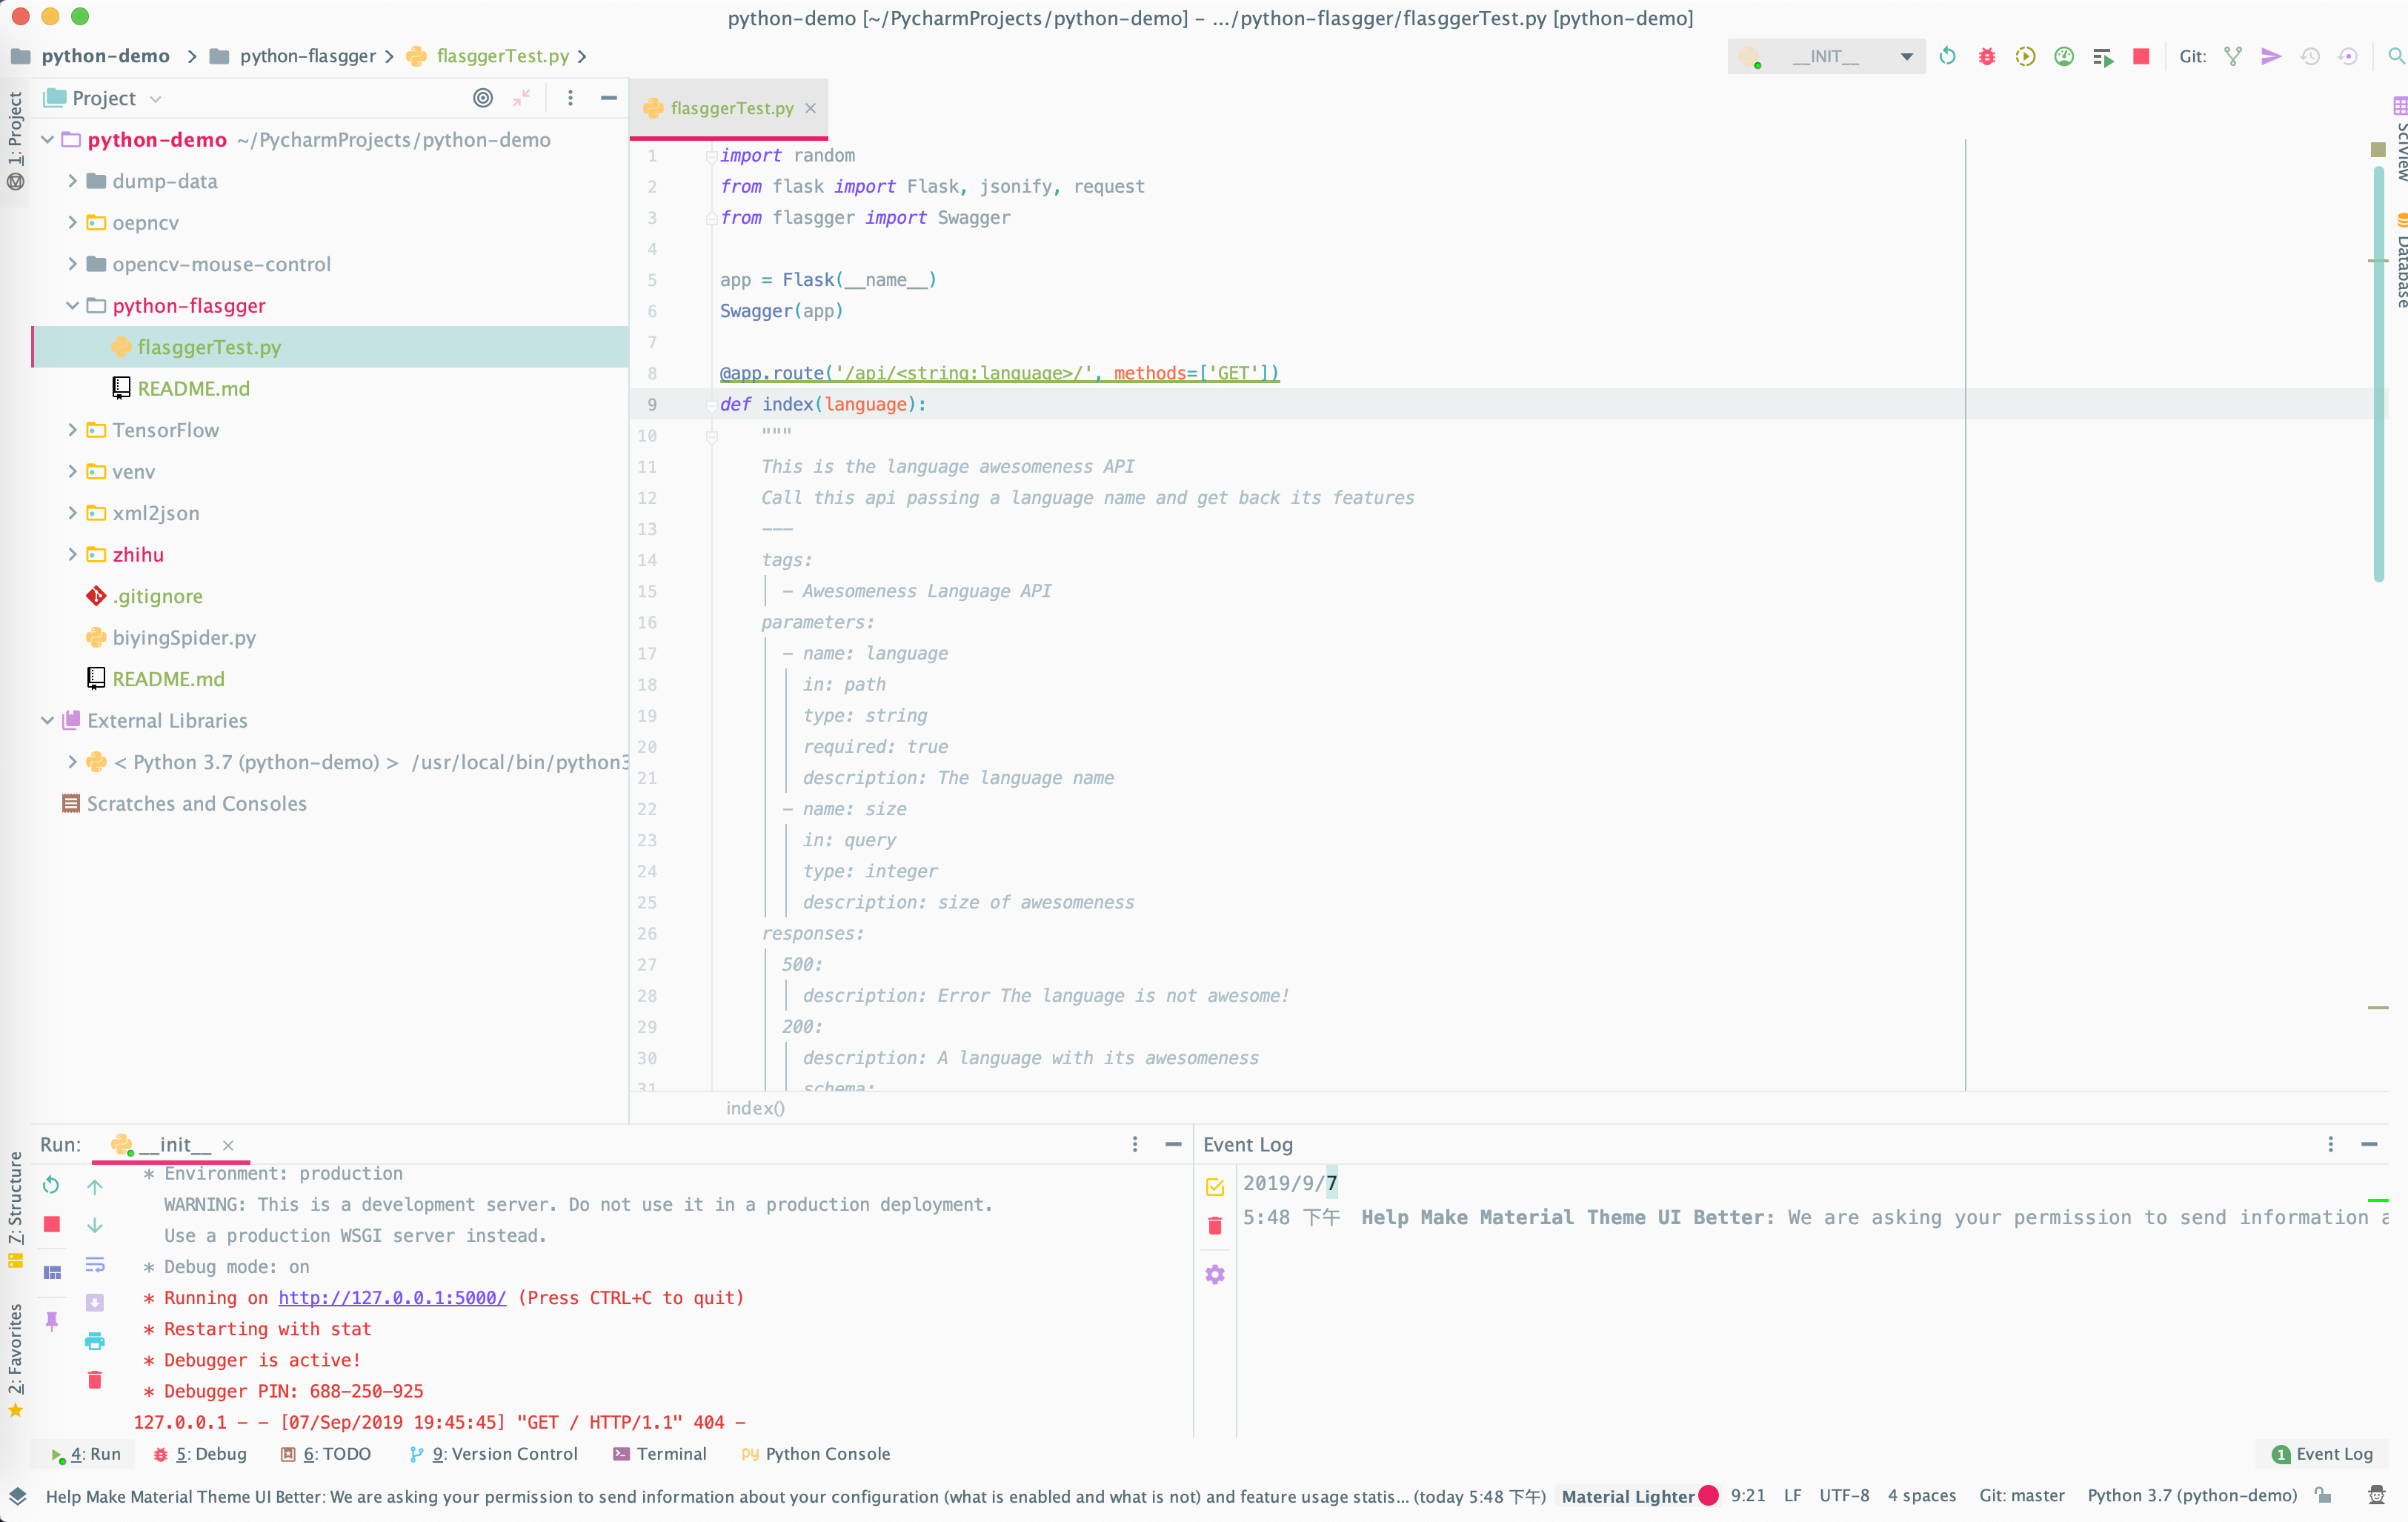 python-demo [~/PycharmProjects/python-demo] – .../python-flasgger/flasggerTest.py [python-demo]
python-demo python-flasgger flasggerTest.py
__INIT__ Git:
1: Project
Project
python-demo ~/PycharmProjects/python-demo
dump-data
oepncv
opencv-mouse-control
python-flasgger
flasggerTest.py
README.md
TensorFlow
venv
xml2json
zhihu
.gitignore
biyingSpider.py
README.md
External Libraries
< Python 3.7 (python-demo) > /usr/local/bin/python3
Scratches and Consoles
flasggerTest.py
1 import random
2 from flask import Flask, jsonify, request
3 from flasgger import Swagger
4
5 app = Flask(__name__)
6 Swagger(app)
7
8 @app.route('/api/<string:language>/', methods=['GET'])
9 def index(language):
10 """
11 This is the language awesomeness API
12 Call this api passing a language name and get back its features
13 ---
14 tags:
15 - Awesomeness Language API
16 parameters:
17 - name: language
18 in: path
19 type: string
20 required: true
21 description: The language name
22 - name: size
23 in: query
24 type: integer
25 description: size of awesomeness
26 responses:
27 500:
28 description: Error The language is not awesome!
29 200:
30 description: A language with its awesomeness
31 schema:
index()
SciView
Database
Z: Structure
2: Favorites
Run: __init__
* Environment: production
WARNING: This is a development server. Do not use it in a production deployment.
Use a production WSGI server instead.
* Debug mode: on
* Running on http://127.0.0.1:5000/ (Press CTRL+C to quit)
* Restarting with stat
* Debugger is active!
* Debugger PIN: 688-250-925
127.0.0.1 - - [07/Sep/2019 19:45:45] "GET / HTTP/1.1" 404 -
Event Log
2019/9/7
5:48 下午 Help Make Material Theme UI Better: We are asking your permission to send information a
4: Run 5: Debug 6: TODO 9: Version Control Terminal Python Console 1 Event Log
Help Make Material Theme UI Better: We are asking your permission to send information about your configuration (what is enabled and what is not) and feature usage statis... (today 5:48 下午) Material Lighter 9:21 LF UTF-8 4 spaces Git: master Python 3.7 (python-demo)